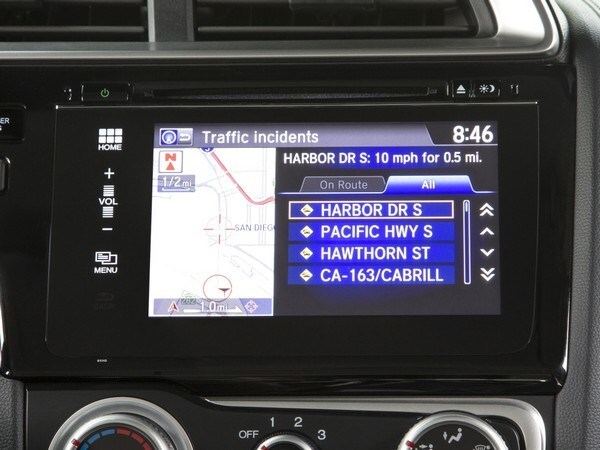 HOME
+
VOL
−
MENU
Traffic incidents
8:46
HARBOR DR S: 10 mph for 0.5 mi.
On Route
All
HARBOR DR S
PACIFIC HWY S
HAWTHORN ST
CA-163/CABRILL
N
1/2mi
SAN DIEG
1.0mi
OFF
1
2
3